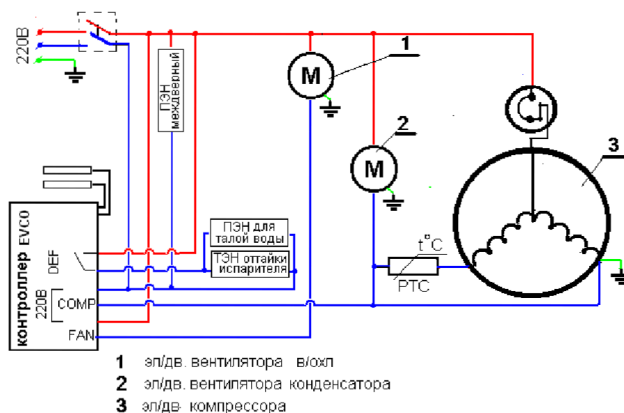 220В
ПЭН
междверный
М
1
М
2
3
контроллер EVCO
DEF
220В
COMP
FAN
ПЭН для
талой воды
ТЭН оттайки
испарителя
t°C
РТС
1 эл/дв. вентилятора в/охл
2 эл/дв. вентилятора конденсатора
3 эл/дв компрессора